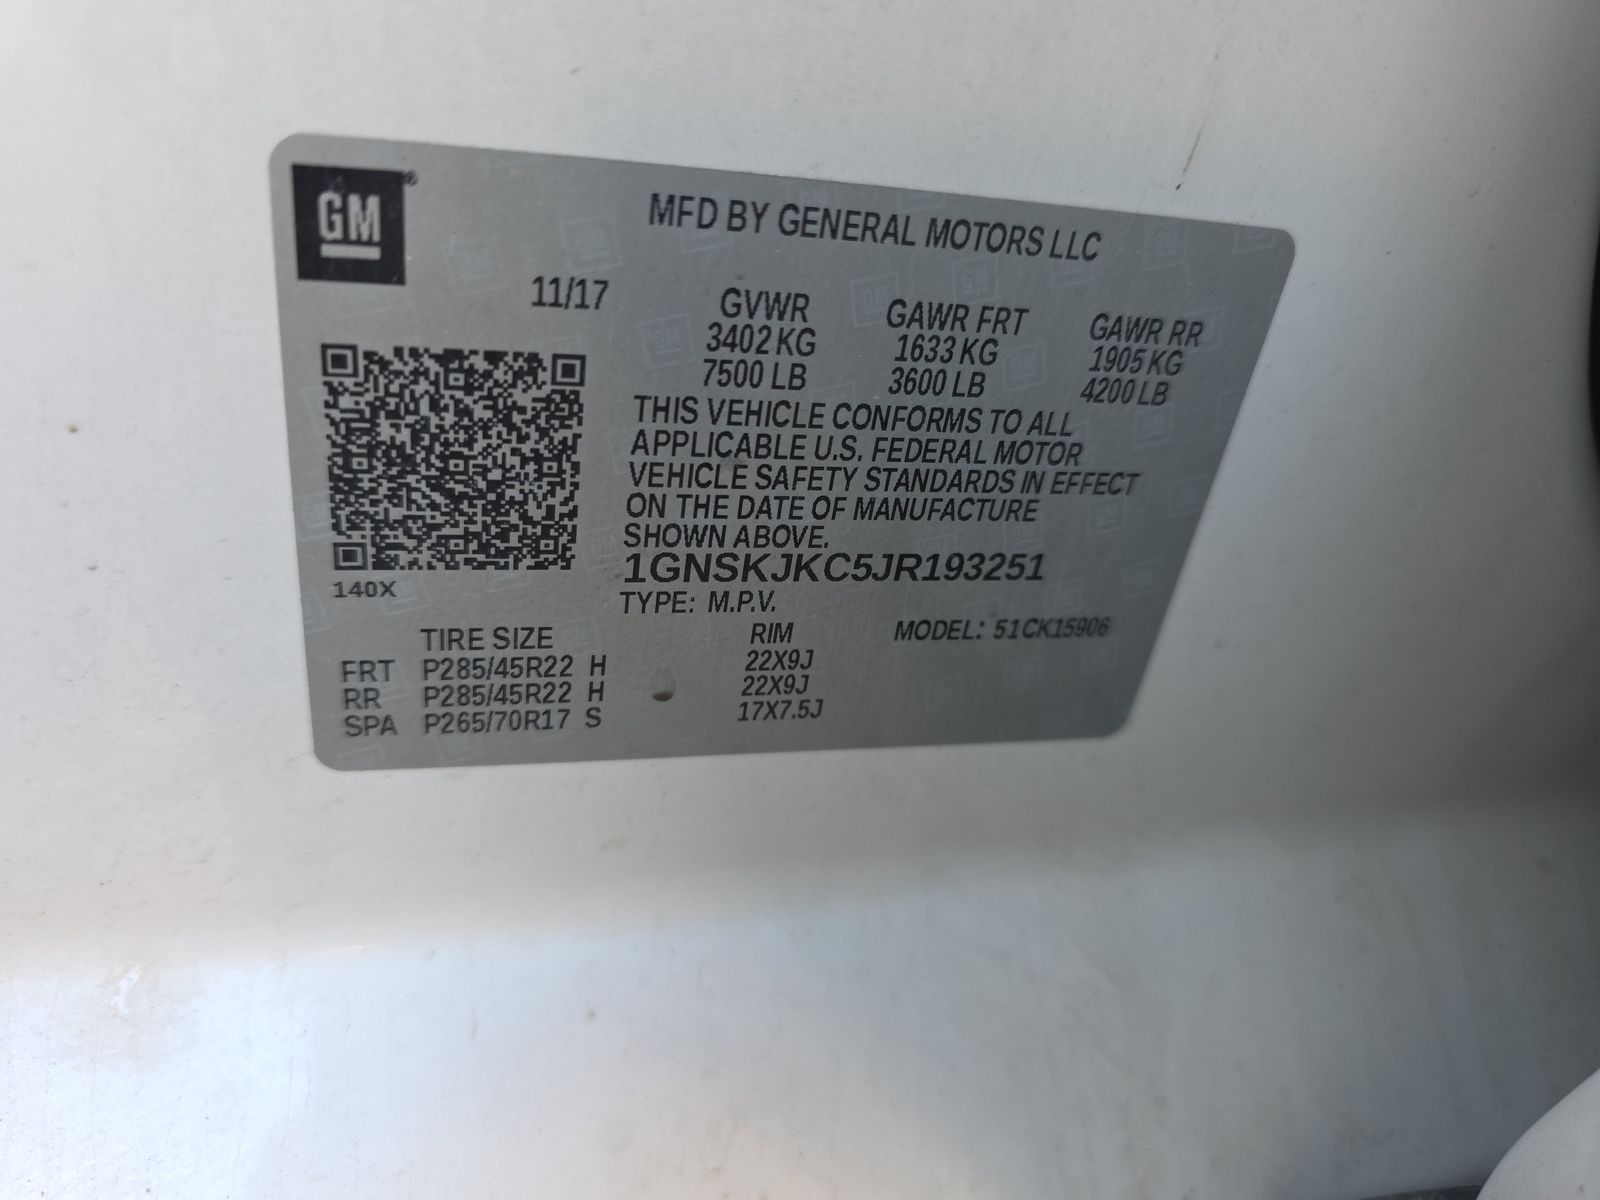 GM
MFD BY GENERAL MOTORS LLC
11/17
GVWR GAWR FRT GAWR RR
3402 KG 1633 KG 1905 KG
7500 LB 3600 LB 4200 LB
THIS VEHICLE CONFORMS TO ALL
APPLICABLE U.S. FEDERAL MOTOR
VEHICLE SAFETY STANDARDS IN EFFECT
ON THE DATE OF MANUFACTURE
SHOWN ABOVE.
1GNSKJKC5JR193251
140X
TYPE: M.P.V.
MODEL: 51CK15906
TIRE SIZE RIM
FRT P285/45R22 H 22X9J
RR P285/45R22 H 22X9J
SPA P265/70R17 S 17X7.5J